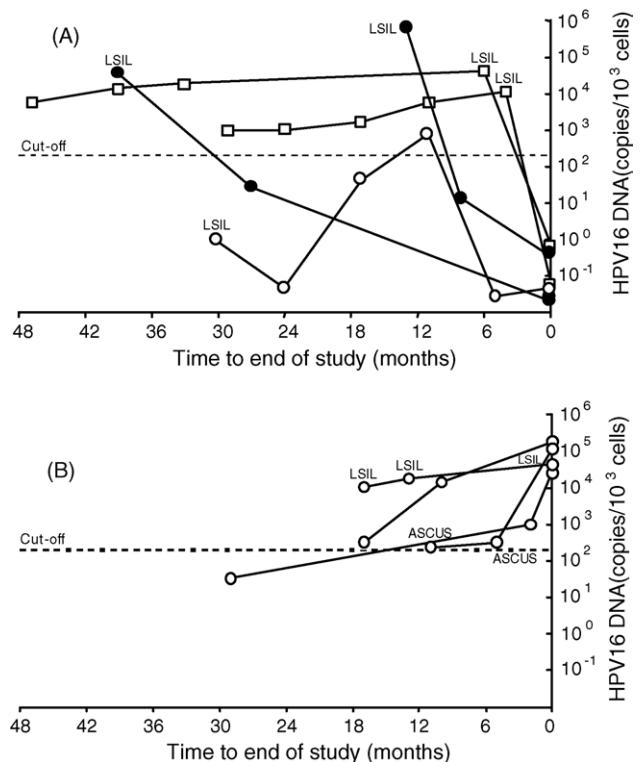 (A)
LSIL
LSIL
LSIL
LSIL
LSIL
Cut-off
10^6
10^5
10^4
10^3
10^2
10^0
10^-1
HPV16 DNA(copies/10^3 cells)
48 42 36 30 24 18 12 6 0
Time to end of study (months)
(B)
LSIL
LSIL
LSIL
ASCUS
ASCUS
Cut-off
10^6
10^5
10^4
10^3
10^2
10^0
10^-1
HPV16 DNA(copies/10^3 cells)
48 42 36 30 24 18 12 6 0
Time to end of study (months)